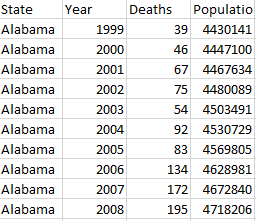 State Year Deaths Populatio
Alabama 1999 39 4430141
Alabama 2000 46 4447100
Alabama 2001 67 4467634
Alabama 2002 75 4480089
Alabama 2003 54 4503491
Alabama 2004 92 4530729
Alabama 2005 83 4569805
Alabama 2006 134 4628981
Alabama 2007 172 4672840
Alabama 2008 195 4718206